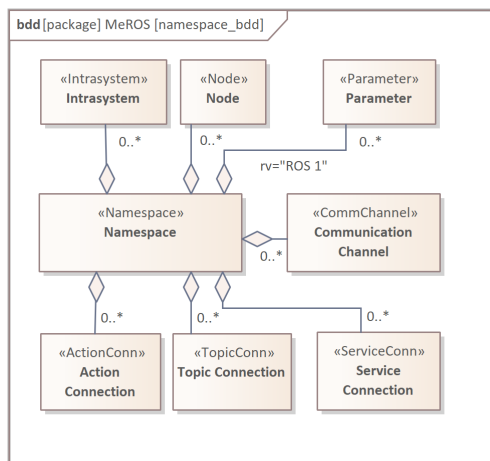 bdd [package] MeROS [namespace_bdd]
«Intrasystem»
Intrasystem
«Node»
Node
«Parameter»
Parameter
0..*
0..*
0..*
rv="ROS 1"
«Namespace»
Namespace
«CommChannel»
Communication
Channel
0..*
0..*
0..*
0..*
«ActionConn»
Action
Connection
«TopicConn»
Topic Connection
«ServiceConn»
Service
Connection